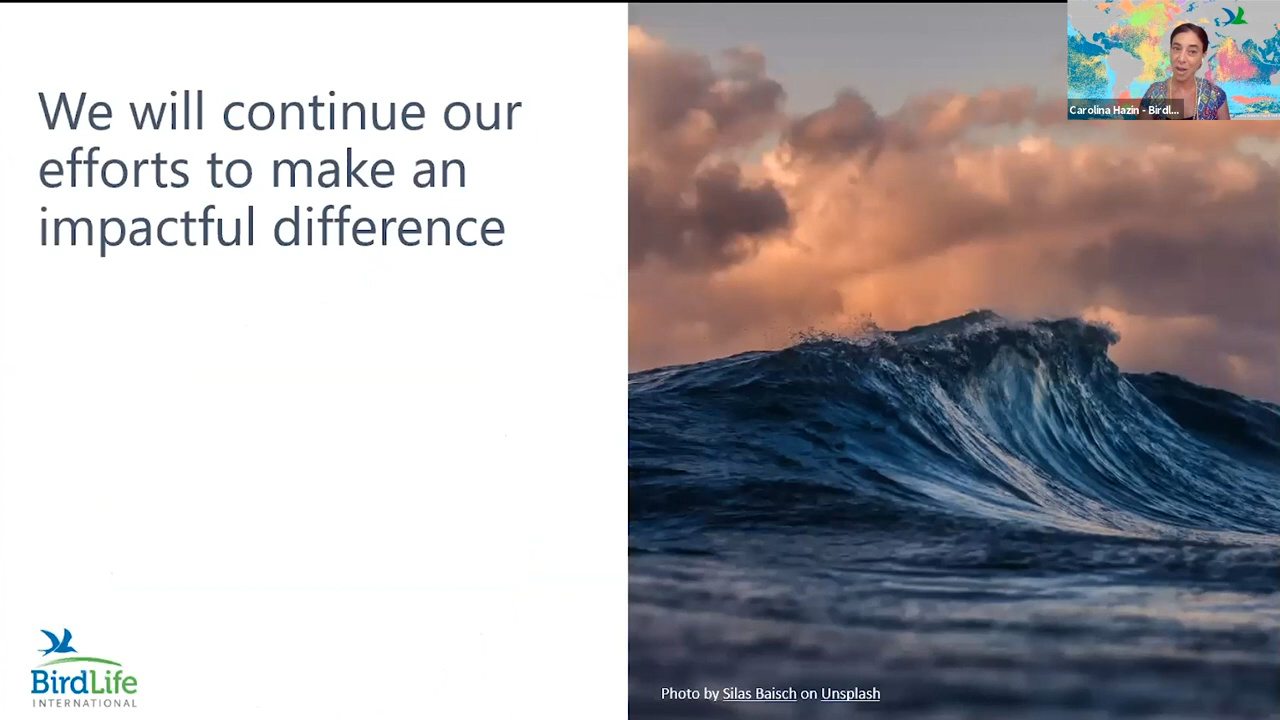 We will continue our
efforts to make an
impactful difference
Carolina Hazin - Birdl...
BirdLife
INTERNATIONAL
Photo by Silas Baisch on Unsplash